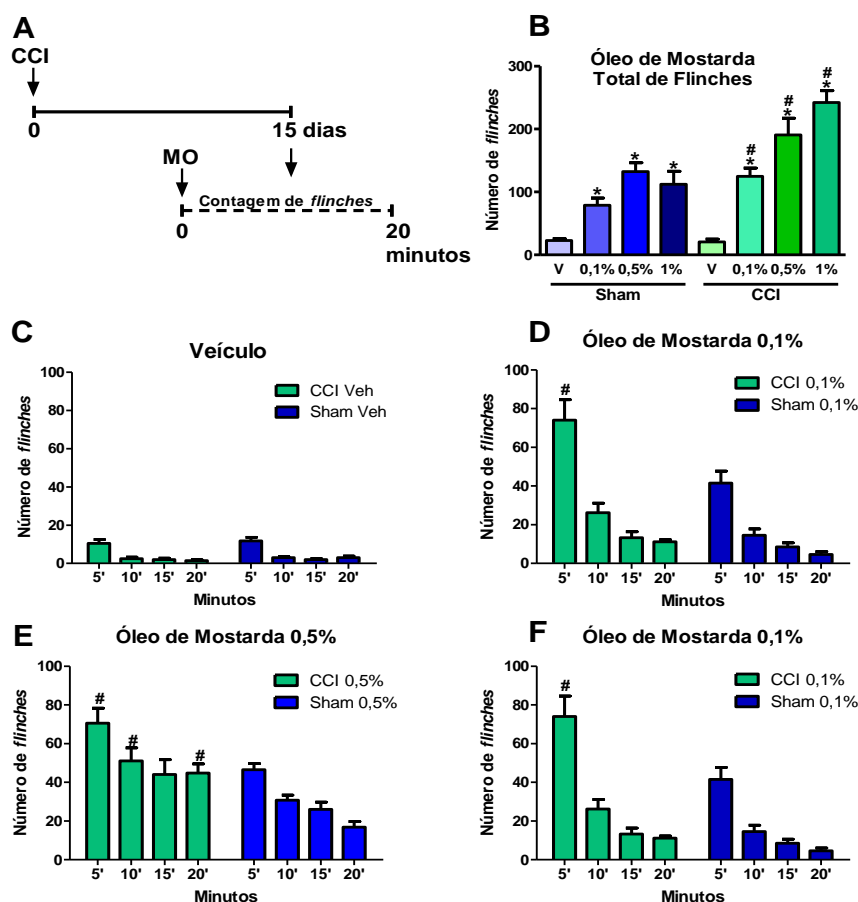 A
CCI
0
15 dias
MO
Contagem de flinches
0
20
minutos
B
Óleo de Mostarda
Total de Flinches
Número de flinches
300
200
100
0
# # #
* * * * * *
V 0,1% 0,5% 1% V 0,1% 0,5% 1%
Sham CCI
C
Veículo
Número de flinches
100
80
60
40
20
0
CCI Veh
Sham Veh
5' 10' 15' 20' 5' 10' 15' 20'
Minutos
D
Óleo de Mostarda 0,1%
Número de flinches
100
80
60
40
20
0
#
CCI 0,1%
Sham 0,1%
5' 10' 15' 20' 5' 10' 15' 20'
Minutos
E
Óleo de Mostarda 0,5%
Número de flinches
100
80
60
40
20
0
# # #
CCI 0,5%
Sham 0,5%
5' 10' 15' 20' 5' 10' 15' 20'
Minutos
F
Óleo de Mostarda 0,1%
Número de flinches
100
80
60
40
20
0
#
CCI 0,1%
Sham 0,1%
5' 10' 15' 20' 5' 10' 15' 20'
Minutos